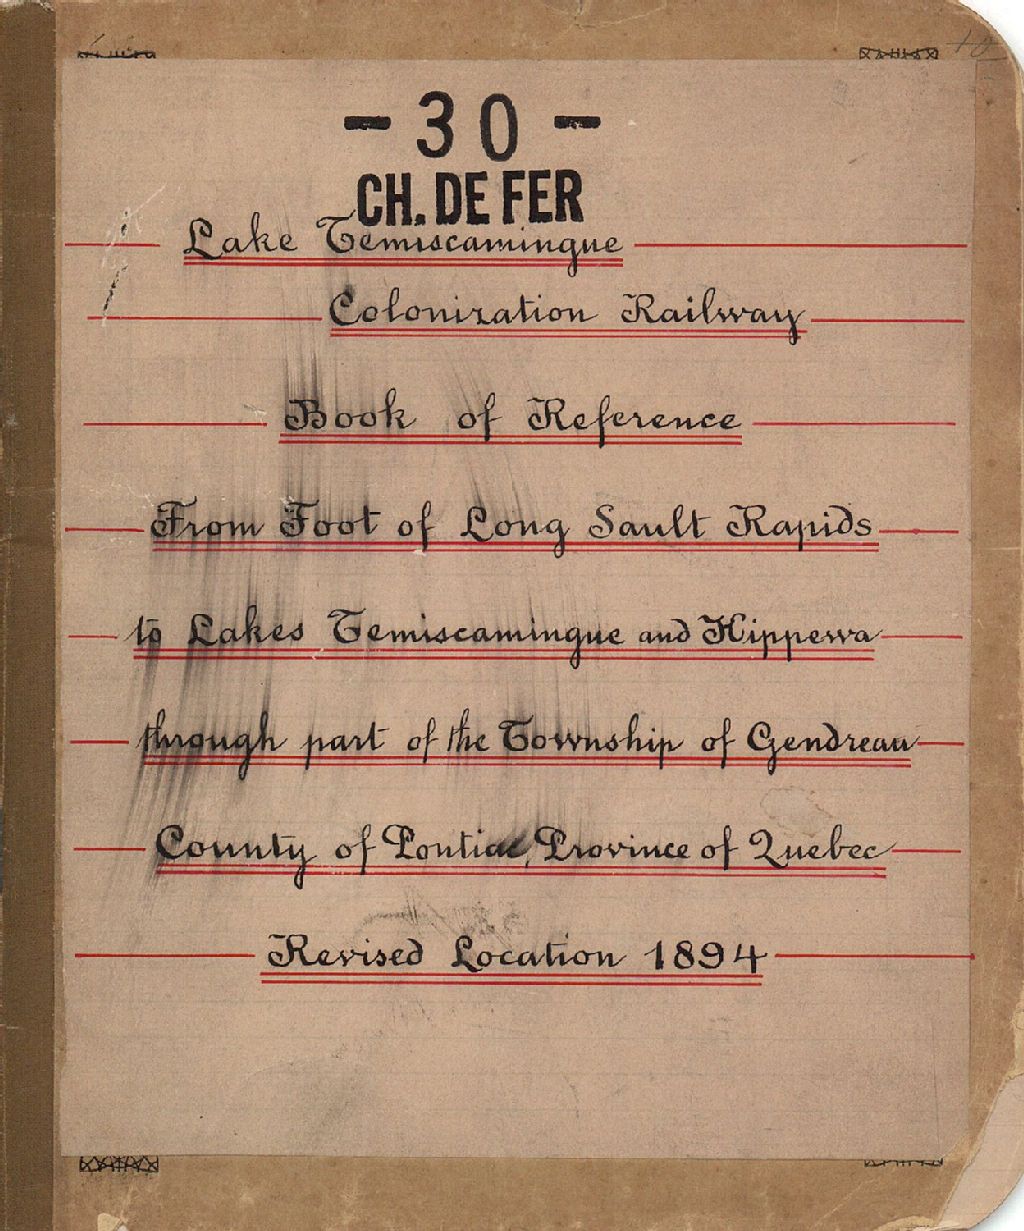 - 30 -
CH. DE FER
Lake Temiscamingue
Colonization Railway
Book of Reference
From Foot of Long Sault Rapids
to Lakes Temiscamingue and Kippewa
through part of the Township of Gendreau
County of Pontiac, Province of Quebec
Revised Location 1894